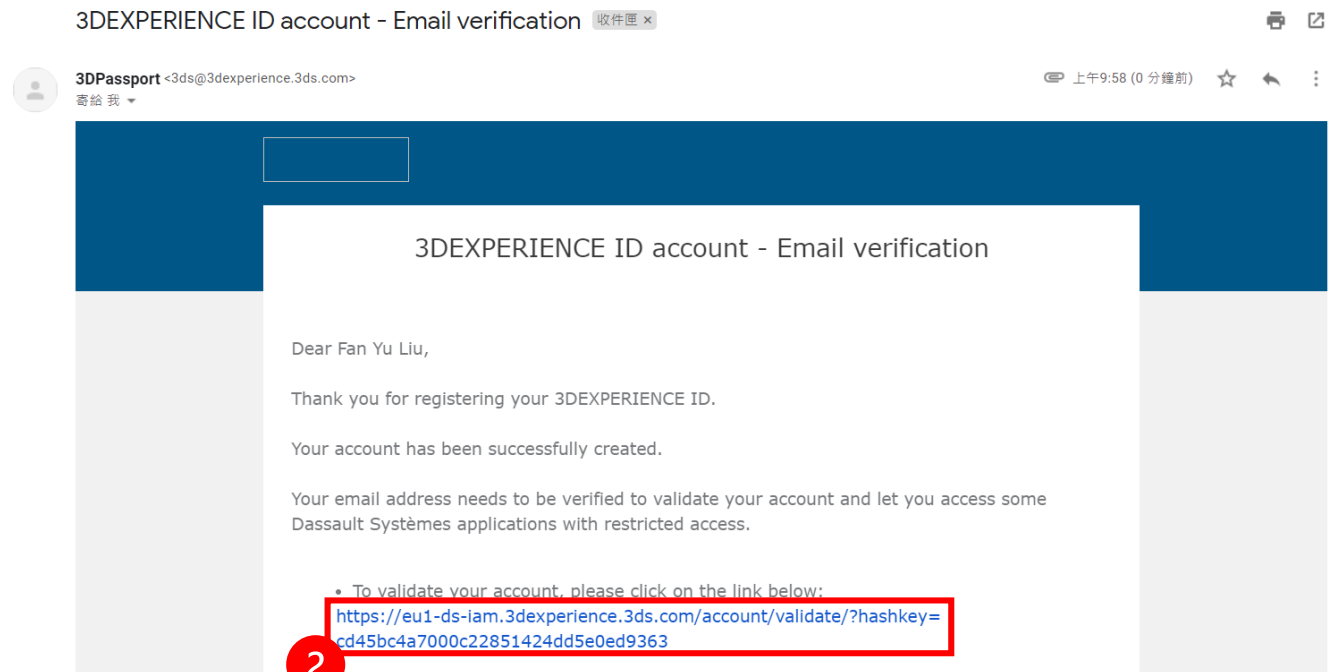 3DEXPERIENCE ID account - Email verification 收件匣 ×
3DPassport <3ds@3dexperience.3ds.com> 上午9:58 (0 分鐘前)
寄給 我
3DEXPERIENCE ID account - Email verification
Dear Fan Yu Liu,
Thank you for registering your 3DEXPERIENCE ID.
Your account has been successfully created.
Your email address needs to be verified to validate your account and let you access some
Dassault Systèmes applications with restricted access.
• To validate your account, please click on the link below:
https://eu1-ds-iam.3dexperience.3ds.com/account/validate/?hashkey=
cd45bc4a7000c22851424dd5e0ed9363
2